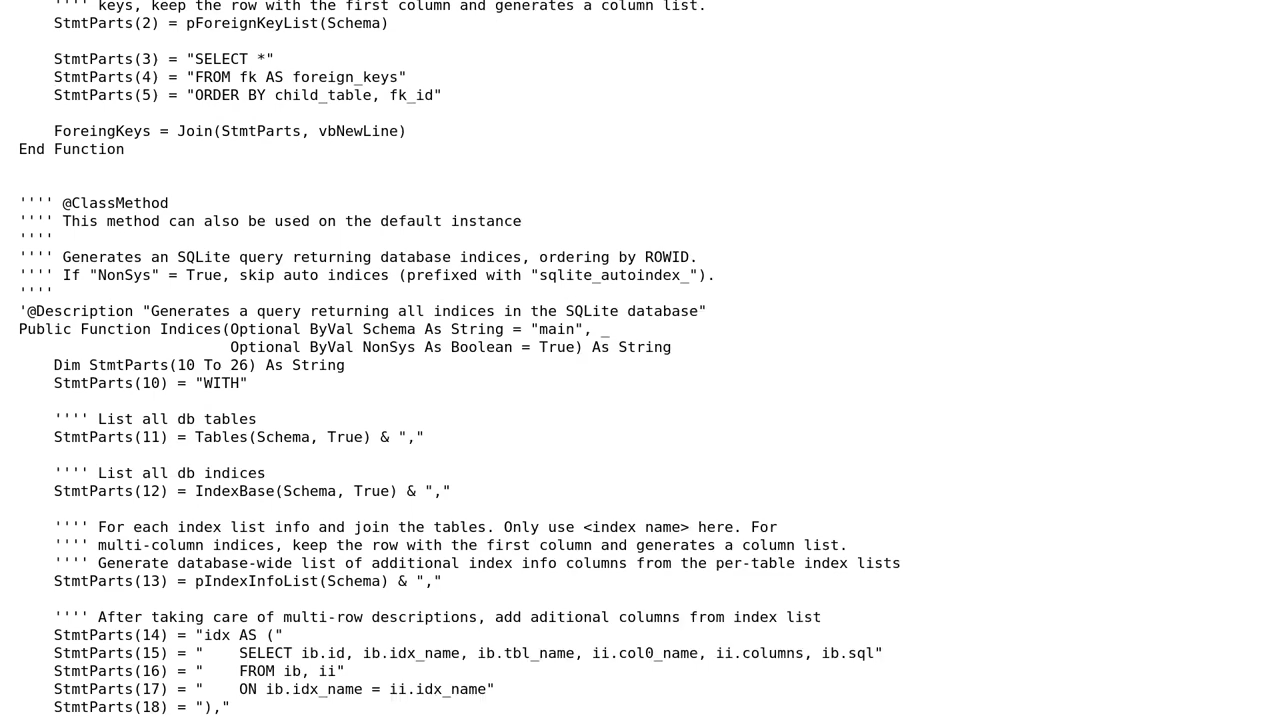 '''' keys, keep the row with the first column and generates a column list.
StmtParts(2) = pForeignKeyList(Schema)
StmtParts(3) = "SELECT *"
StmtParts(4) = "FROM fk AS foreign_keys"
StmtParts(5) = "ORDER BY child_table, fk_id"
ForeingKeys = Join(StmtParts, vbNewLine)
End Function
'''' @ClassMethod
'''' This method can also be used on the default instance
''''
'''' Generates an SQLite query returning database indices, ordering by ROWID.
'''' If "NonSys" = True, skip auto indices (prefixed with "sqlite_autoindex_").
''''
'@Description "Generates a query returning all indices in the SQLite database"
Public Function Indices(Optional ByVal Schema As String = "main", _
Optional ByVal NonSys As Boolean = True) As String
Dim StmtParts(10 To 26) As String
StmtParts(10) = "WITH"
'''' List all db tables
StmtParts(11) = Tables(Schema, True) & ","
'''' List all db indices
StmtParts(12) = IndexBase(Schema, True) & ","
'''' For each index list info and join the tables. Only use <index name> here. For
'''' multi-column indices, keep the row with the first column and generates a column list.
'''' Generate database-wide list of additional index info columns from the per-table index lists
StmtParts(13) = pIndexInfoList(Schema) & ","
'''' After taking care of multi-row descriptions, add aditional columns from index list
StmtParts(14) = "idx AS ("
StmtParts(15) = "    SELECT ib.id, ib.idx_name, ib.tbl_name, ii.col0_name, ii.columns, ib.sql"
StmtParts(16) = "    FROM ib, ii"
StmtParts(17) = "    ON ib.idx_name = ii.idx_name"
StmtParts(18) = "),"